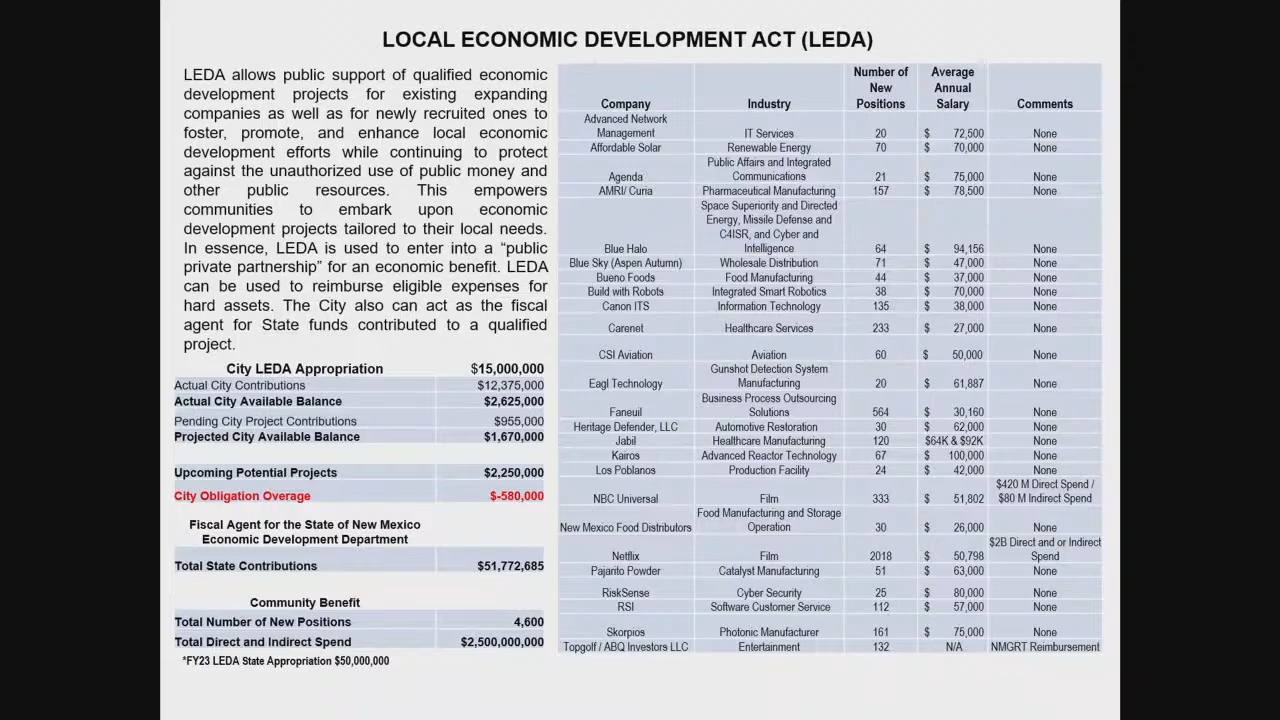 LOCAL ECONOMIC DEVELOPMENT ACT (LEDA)
LEDA allows public support of qualified economic
development projects for existing expanding
companies as well as for newly recruited ones to
foster, promote, and enhance local economic
development efforts while continuing to protect
against the unauthorized use of public money and
other public resources. This empowers
communities to embark upon economic
development projects tailored to their local needs.
In essence, LEDA is used to enter into a “public
private partnership” for an economic benefit. LEDA
can be used to reimburse eligible expenses for
hard assets. The City also can act as the fiscal
agent for State funds contributed to a qualified
project.
City LEDA Appropriation $15,000,000
Actual City Contributions $12,375,000
Actual City Available Balance $2,625,000
Pending City Project Contributions $955,000
Projected City Available Balance $1,670,000
Upcoming Potential Projects $2,250,000
City Obligation Overage $-580,000
Fiscal Agent for the State of New Mexico
Economic Development Department
Total State Contributions $51,772,685
Community Benefit
Total Number of New Positions 4,600
Total Direct and Indirect Spend $2,500,000,000
*FY23 LEDA State Appropriation $50,000,000
Number of Average
New Annual
Company Industry Positions Salary Comments
Advanced Network
Management IT Services 20 $ 72,500 None
Affordable Solar Renewable Energy 70 $ 70,000 None
Public Affairs and Integrated
Agenda Communications 21 $ 75,000 None
AMRI/ Curia Pharmaceutical Manufacturing 157 $ 78,500 None
Space Superiority and Directed
Energy, Missile Defense and
C4ISR, and Cyber and
Blue Halo Intelligence 64 $ 94,156 None
Blue Sky (Aspen Autumn) Wholesale Distribution 71 $ 47,000 None
Bueno Foods Food Manufacturing 44 $ 37,000 None
Build with Robots Integrated Smart Robotics 38 $ 70,000 None
Canon ITS Information Technology 135 $ 38,000 None
Carenet Healthcare Services 233 $ 27,000 None
CSI Aviation Aviation 60 $ 50,000 None
Gunshot Detection System
Eagl Technology Manufacturing 20 $ 61,887 None
Business Process Outsourcing
Faneuil Solutions 564 $ 30,160 None
Heritage Defender, LLC Automotive Restoration 30 $ 62,000 None
Jabil Healthcare Manufacturing 120 $64K & $92K None
Kairos Advanced Reactor Technology 67 $ 100,000 None
Los Poblanos Production Facility 24 $ 42,000 None
$420 M Direct Spend /
NBC Universal Film 333 $ 51,802 $80 M Indirect Spend
Food Manufacturing and Storage
New Mexico Food Distributors Operation 30 $ 26,000 None
$2B Direct and or Indirect
Netflix Film 2018 $ 50,798 Spend
Pajarito Powder Catalyst Manufacturing 51 $ 63,000 None
RiskSense Cyber Security 25 $ 80,000 None
RSI Software Customer Service 112 $ 57,000 None
Skorpios Photonic Manufacturer 161 $ 75,000 None
Topgolf / ABQ Investors LLC Entertainment 132 N/A NMGRT Reimbursement